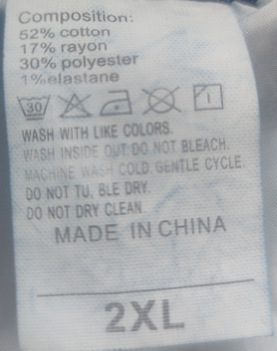 Composition:
52% cotton
17% rayon
30% polyester
1%elastane
30
WASH WITH LIKE COLORS.
WASH INSIDE OUT DO NOT BLEACH.
MACHINE WASH COLD GENTLE CYCLE.
DO NOT TU. BLE DRY.
DO NOT DRY CLEAN
MADE IN CHINA
2XL